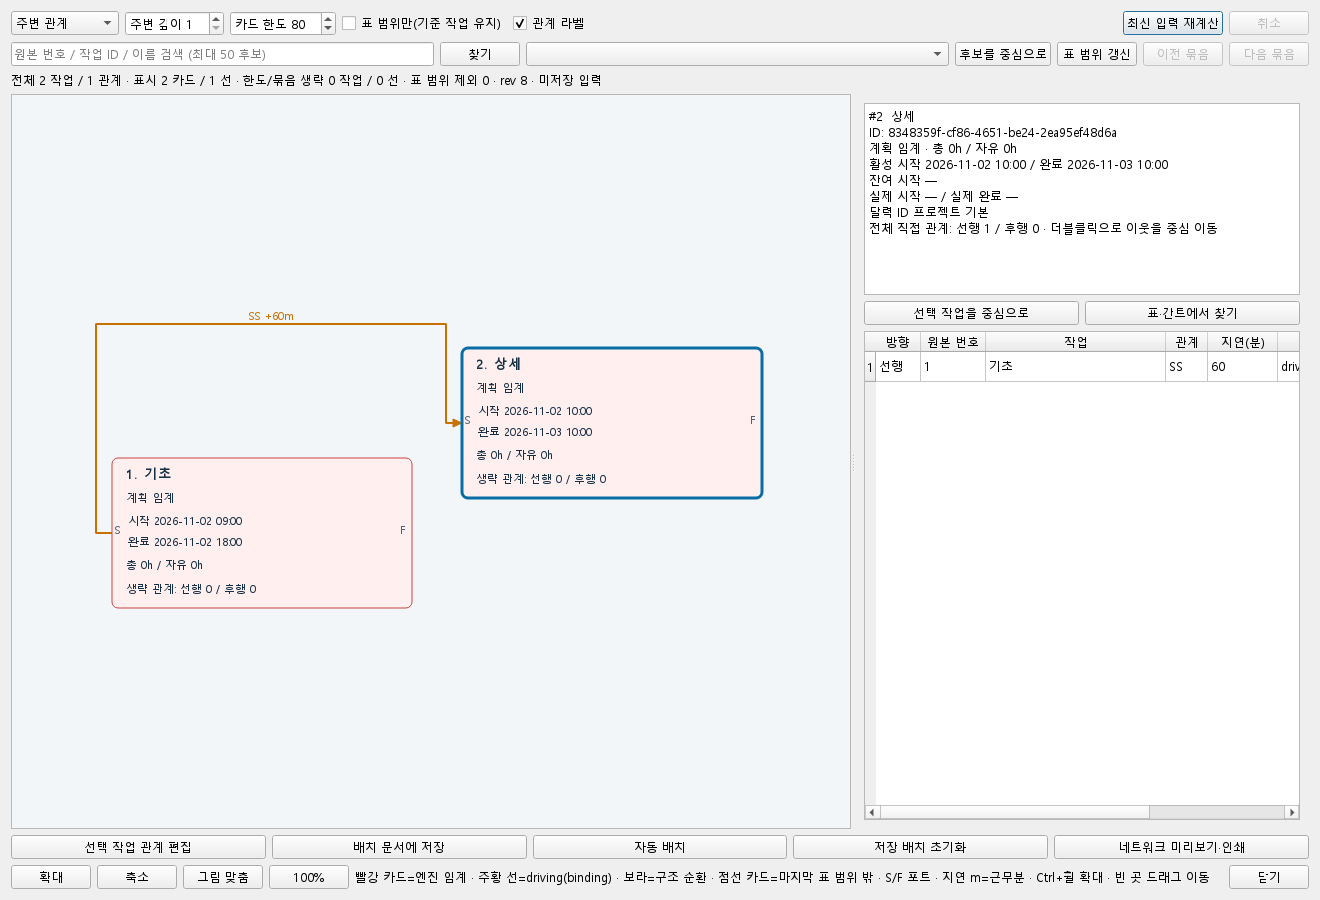 주변 관계
주변 깊이 1
카드 한도 80
표 범위만(기준 작업 유지)
관계 라벨
최신 입력 재계산
취소
원본 번호 / 작업 ID / 이름 검색 (최대 50 후보)
찾기
후보를 중심으로
표 범위 갱신
이전 묶음
다음 묶음
전체 2 작업 / 1 관계 · 표시 2 카드 / 1 선 · 한도/묶음 생략 0 작업 / 0 선 · 표 범위 제외 0 · rev 8 · 미저장 입력
SS +60m
2. 상세
계획 임계
시작 2026-11-02 10:00
S
F
완료 2026-11-03 10:00
총 0h / 자유 0h
생략 관계: 선행 0 / 후행 0
1. 기초
계획 임계
시작 2026-11-02 09:00
S
F
완료 2026-11-02 18:00
총 0h / 자유 0h
생략 관계: 선행 0 / 후행 0
#2 상세
ID: 8348359f-cf86-4651-be24-2ea95ef48d6a
계획 임계 · 총 0h / 자유 0h
활성 시작 2026-11-02 10:00 / 완료 2026-11-03 10:00
잔여 시작 —
실제 시작 — / 실제 완료 —
달력 ID 프로젝트 기본
전체 직접 관계: 선행 1 / 후행 0 · 더블클릭으로 이웃을 중심 이동
선택 작업을 중심으로
표·간트에서 찾기
방향 원본 번호 작업 관계 지연(분)
1 선행 1 기초 SS 60 driv
선택 작업 관계 편집
배치 문서에 저장
자동 배치
저장 배치 초기화
네트워크 미리보기·인쇄
확대
축소
그림 맞춤
100%
빨강 카드=엔진 임계 · 주황 선=driving(binding) · 보라=구조 순환 · 점선 카드=마지막 표 범위 밖 · S/F 포트 · 지연 m=근무분 · Ctrl+휠 확대 · 빈 곳 드래그 이동
닫기